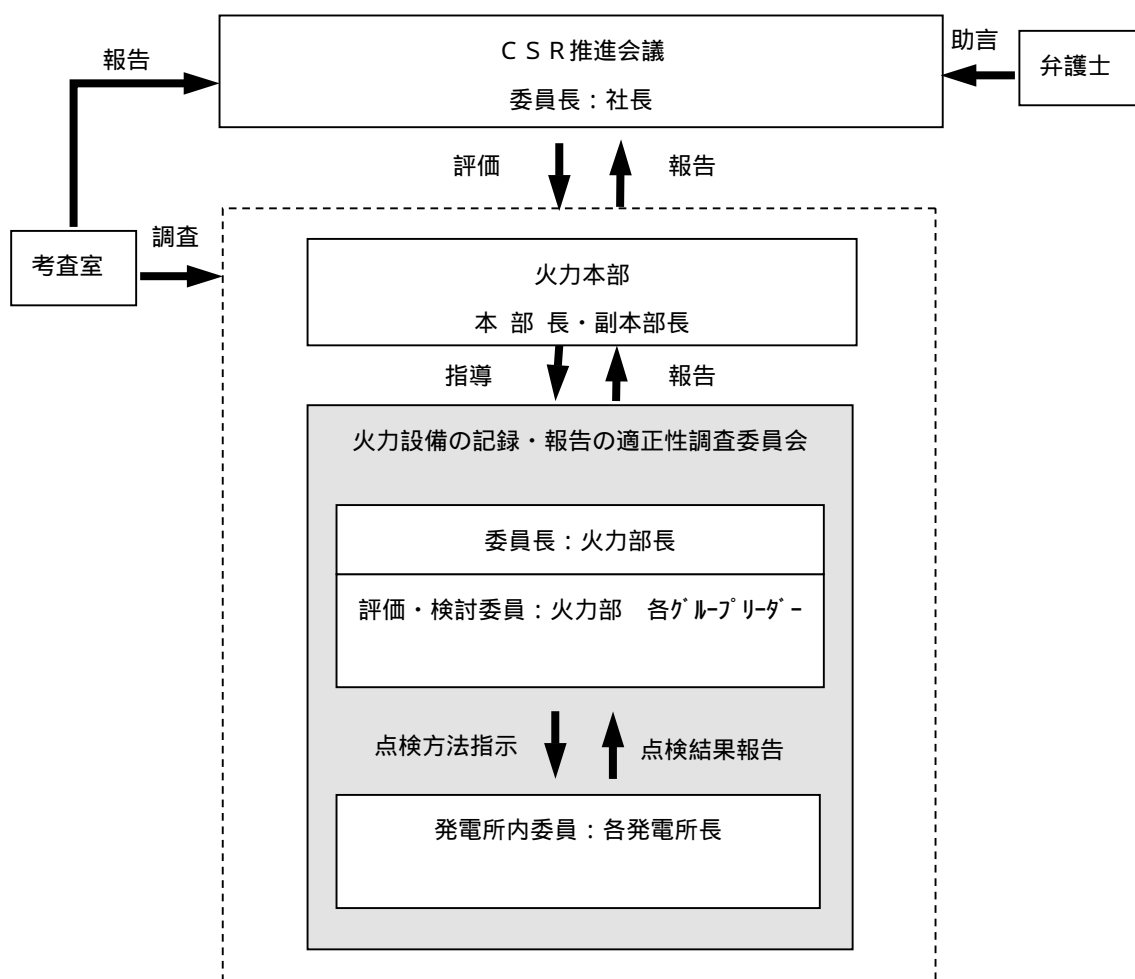 報告
ＣＳＲ推進会議
委員長：社長
助言
弁護士
評価
報告
考査室
調査
火力本部
本 部 長・副本部長
指導
報告
火力設備の記録・報告の適正性調査委員会
委員長：火力部長
評価・検討委員：火力部　各ｸﾞﾙｰﾌﾟﾘｰﾀﾞｰ
点検方法指示
点検結果報告
発電所内委員：各発電所長